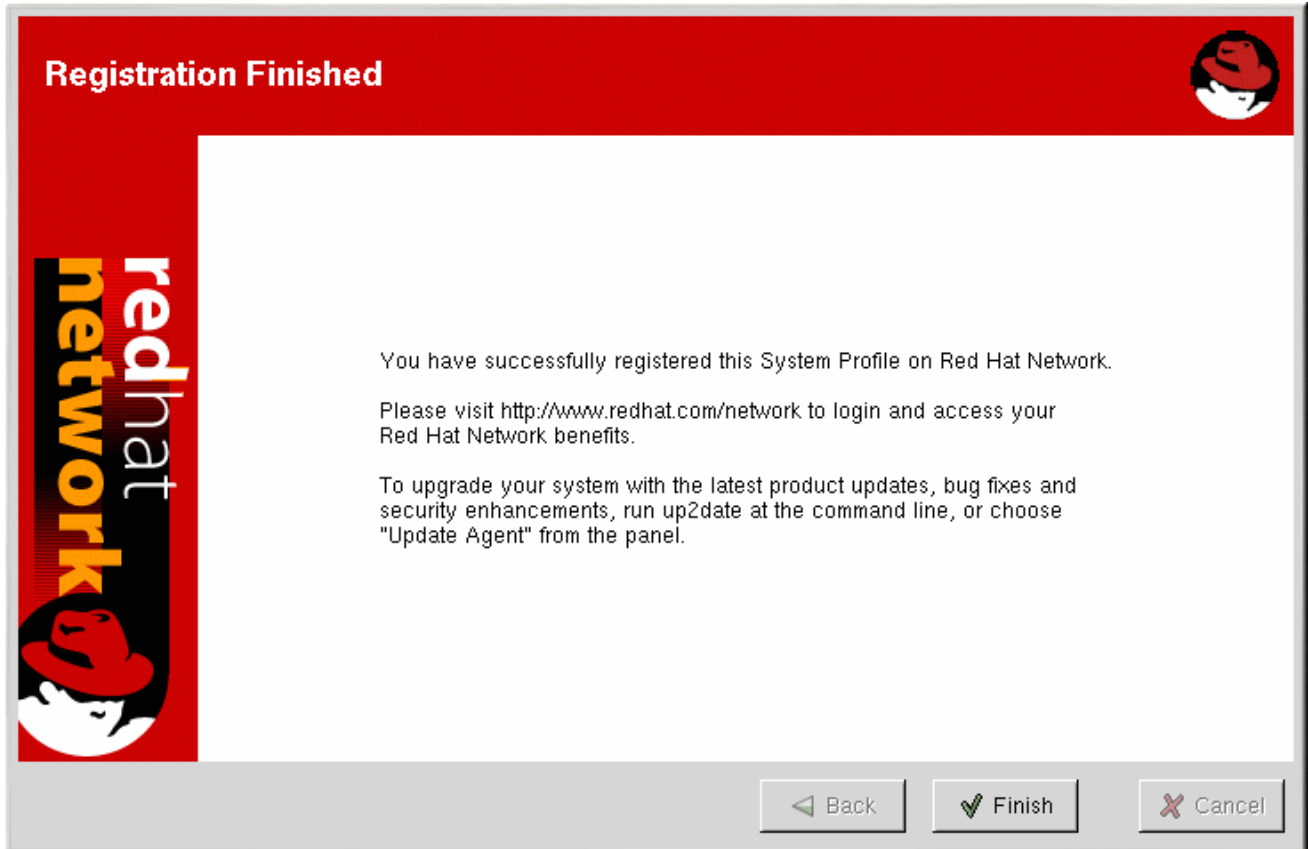 Registration Finished
redhat
network
You have successfully registered this System Profile on Red Hat Network.
Please visit http://www.redhat.com/network to login and access your
Red Hat Network benefits.
To upgrade your system with the latest product updates, bug fixes and
security enhancements, run up2date at the command line, or choose
"Update Agent" from the panel.
Back
Finish
Cancel